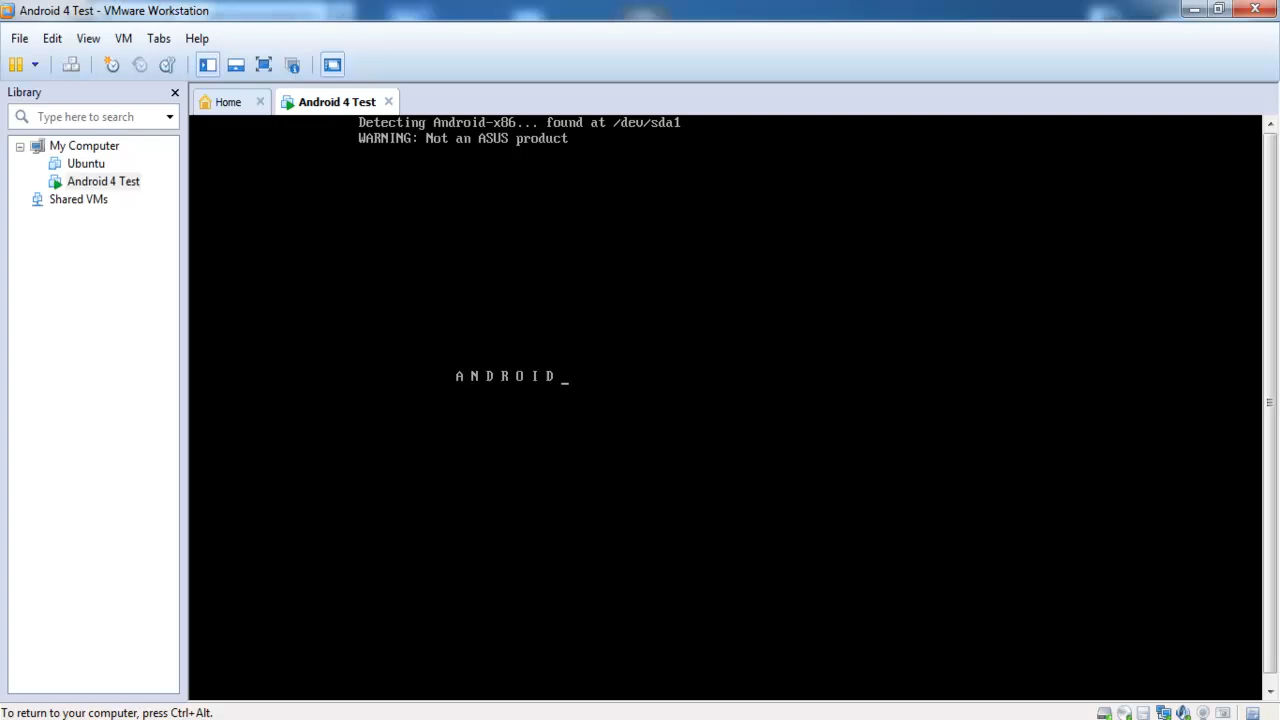 Android 4 Test - VMware Workstation
File Edit View VM Tabs Help
Library
Type here to search
My Computer
Ubuntu
Android 4 Test
Shared VMs
Home
Android 4 Test
Detecting Android-x86... found at /dev/sda1
WARNING: Not an ASUS product
A N D R O I D _
To return to your computer, press Ctrl+Alt.